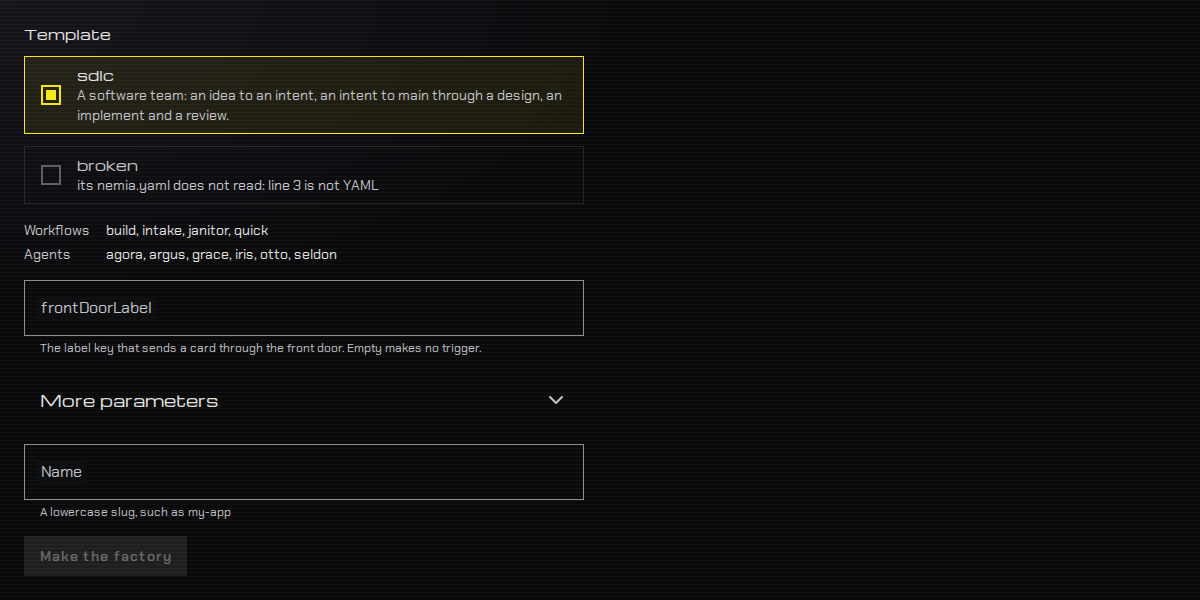 Template
sdlc
A software team: an idea to an intent, an intent to main through a design, an
implement and a review.
broken
its nemia.yaml does not read: line 3 is not YAML
Workflows build, intake, janitor, quick
Agents agora, argus, grace, iris, otto, seldon
frontDoorLabel
The label key that sends a card through the front door. Empty makes no trigger.
More parameters
Name
A lowercase slug, such as my-app
Make the factory